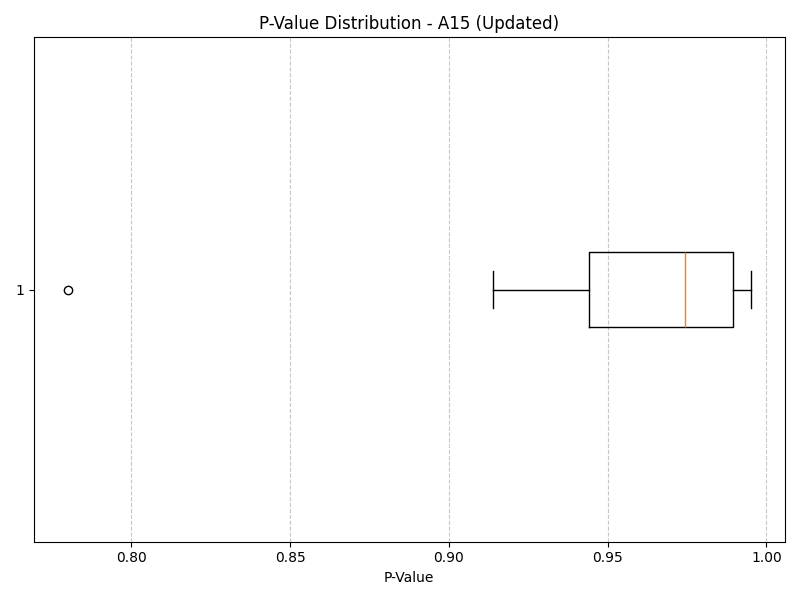 P-Value Distribution - A15 (Updated)
1
0.80 0.85 0.90 0.95 1.00
P-Value